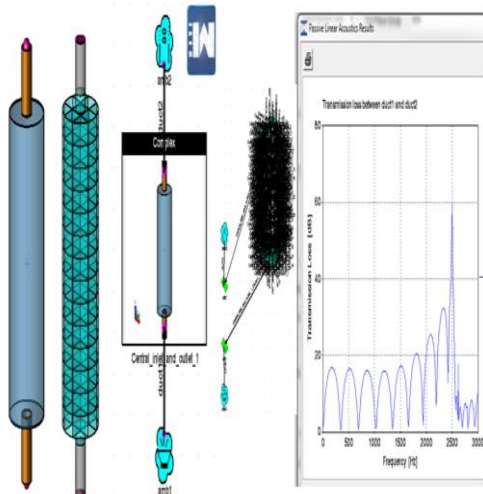 amb2
duct2
Complex
Central_inlet_and_outlet_1
duct1
amb1
Passive Linear Acoustics Results
Transmission loss between duct1 and duct2
Transmission Loss [dB]
80
60
40
20
0
0 500 1000 1500 2000 2500 3000
Frequency [Hz]